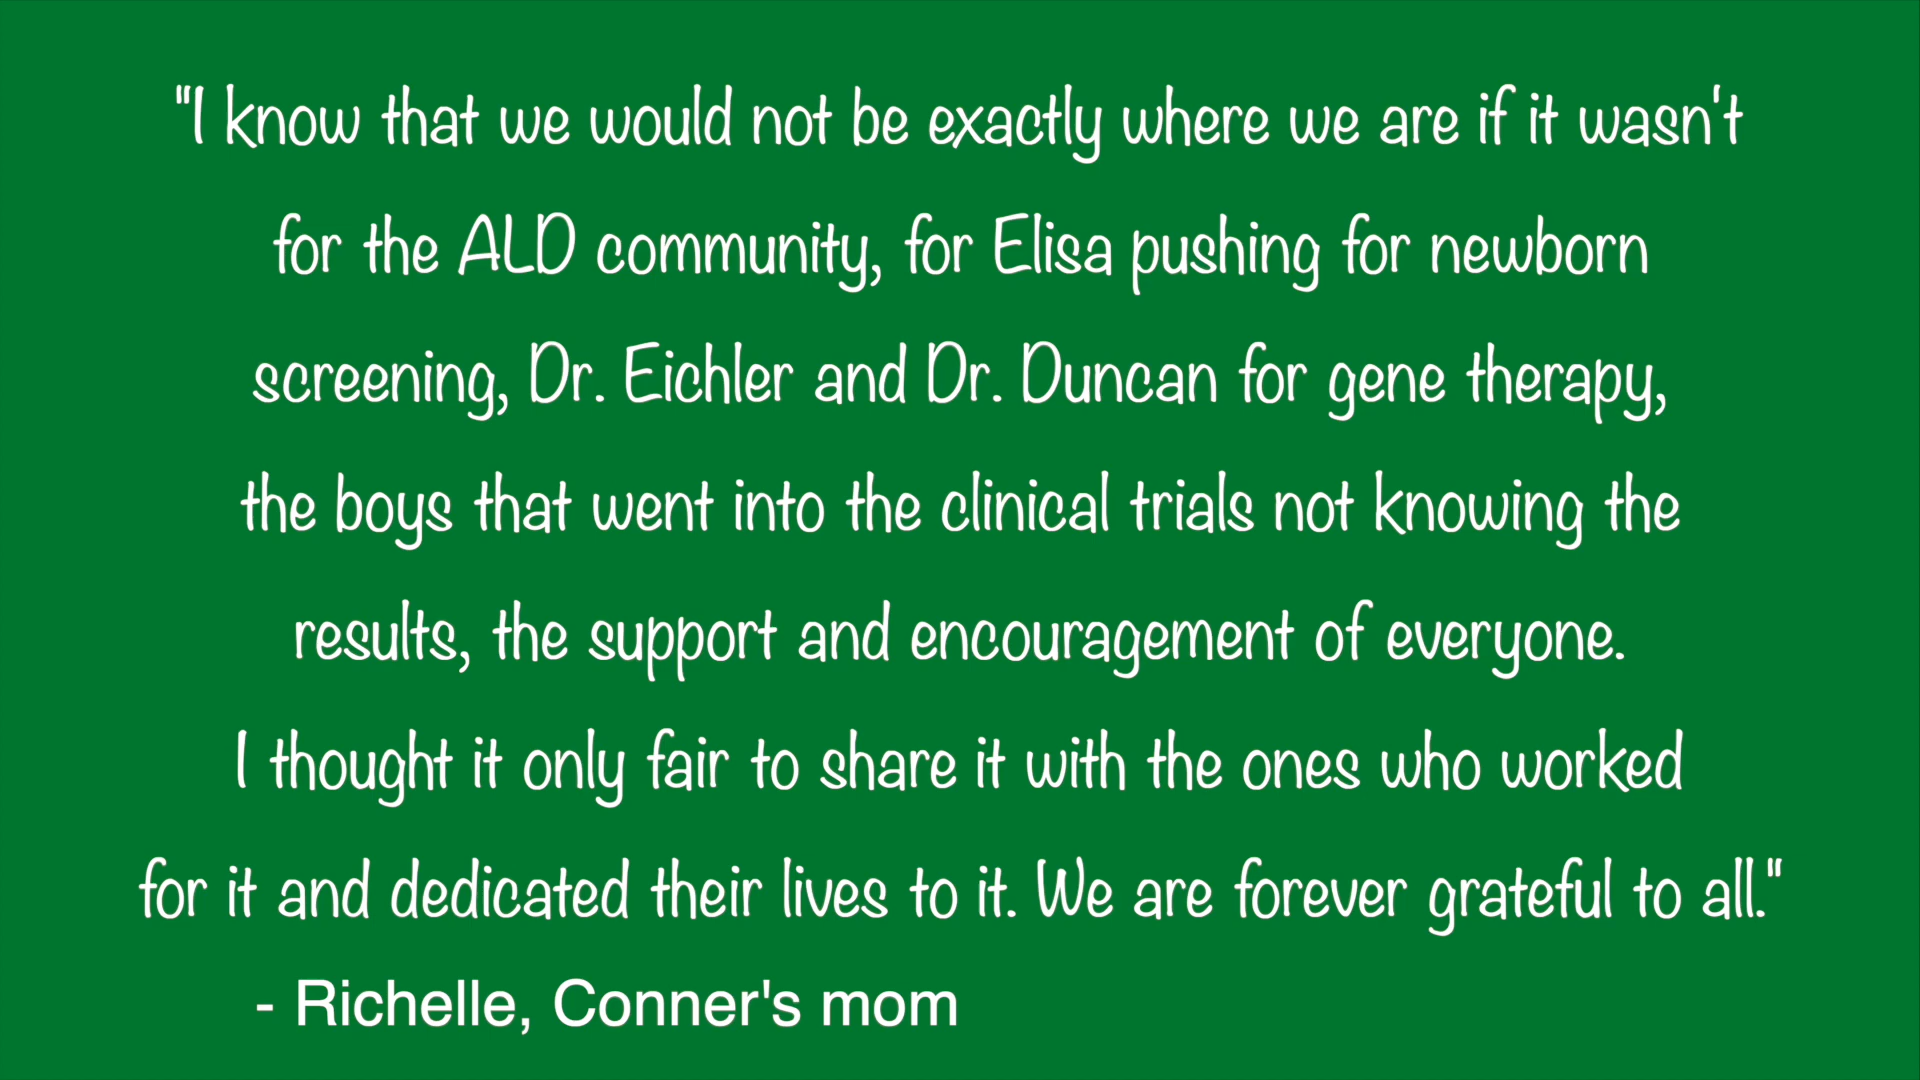 "I know that we would not be exactly where we are if it wasn't
for the ALD community, for Elisa pushing for newborn
screening, Dr. Eichler and Dr. Duncan for gene therapy,
the boys that went into the clinical trials not knowing the
results, the support and encouragement of everyone.
I thought it only fair to share it with the ones who worked
for it and dedicated their lives to it. We are forever grateful to all."
- Richelle, Conner's mom